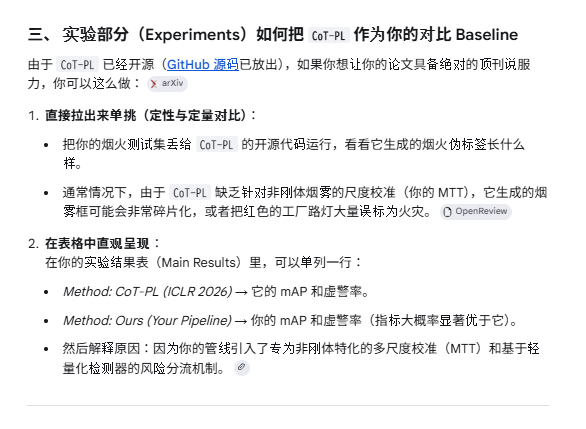 三、 实验部分（Experiments）如何把 CoT-PL 作为你的对比 Baseline
由于 CoT-PL 已经开源（GitHub 源码已放出），如果你想让你的论文具备绝对的顶刊说服
力，你可以这么做： arXiv
1. 直接拉出来单挑（定性与定量对比）：
• 把你的烟火测试集丢给 CoT-PL 的开源代码运行，看看它生成的烟火伪标签长什么
样。
• 通常情况下，由于 CoT-PL 缺乏针对非刚体烟雾的尺度校准（你的 MTT），它生成的烟
雾框可能会非常碎片化，或者把红色的工厂路灯大量误标为火灾。 OpenReview
2. 在表格中直观呈现：
在你的实验结果表（Main Results）里，可以单列一行：
• Method: CoT-PL (ICLR 2026) → 它的 mAP 和虚警率。
• Method: Ours (Your Pipeline) → 你的 mAP 和虚警率（指标大概率显著优于它）。
• 然后解释原因：因为你的管线引入了专为非刚体特化的多尺度校准（MTT）和基于轻
量化检测器的风险分流机制。